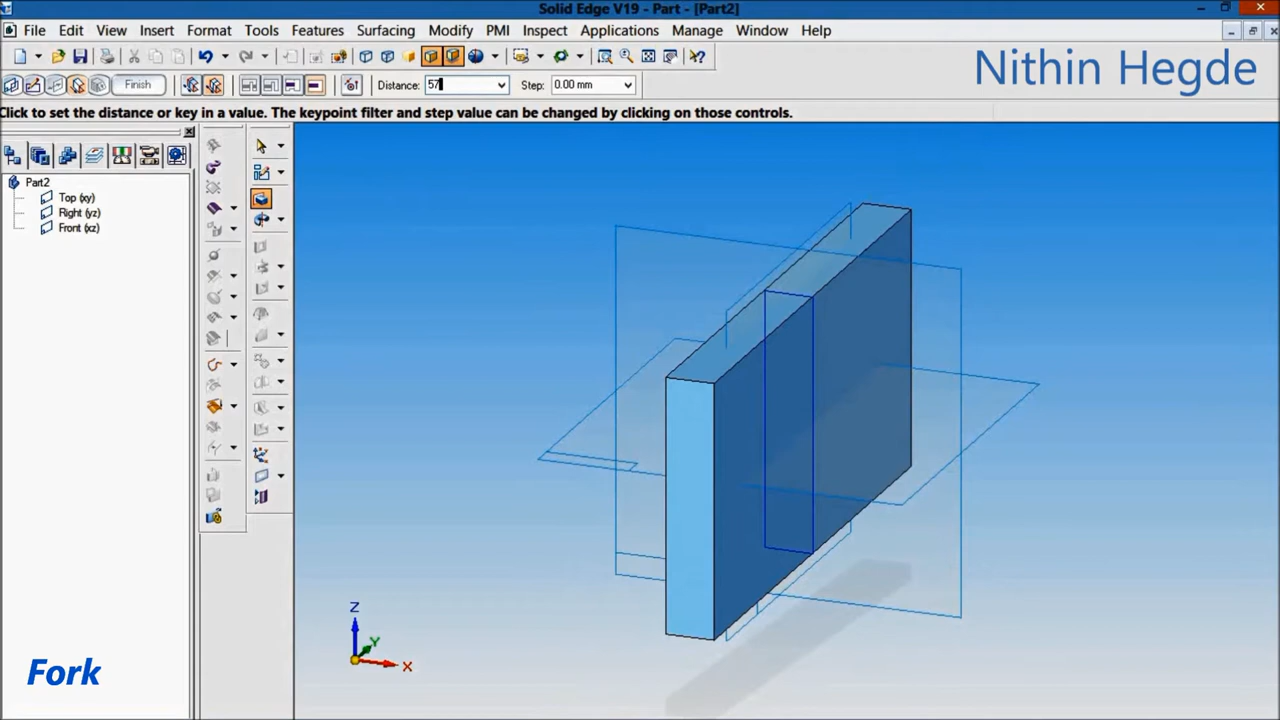 Solid Edge V19 - Part - [Part2]
File Edit View Insert Format Tools Features Surfacing Modify PMI Inspect Applications Manage Window Help
Nithin Hegde
Finish Distance: 57 Step: 0.00 mm
Click to set the distance or key in a value. The keypoint filter and step value can be changed by clicking on those controls.
Part2
Top (xy)
Right (yz)
Front (xz)
Z
Y
X
Fork